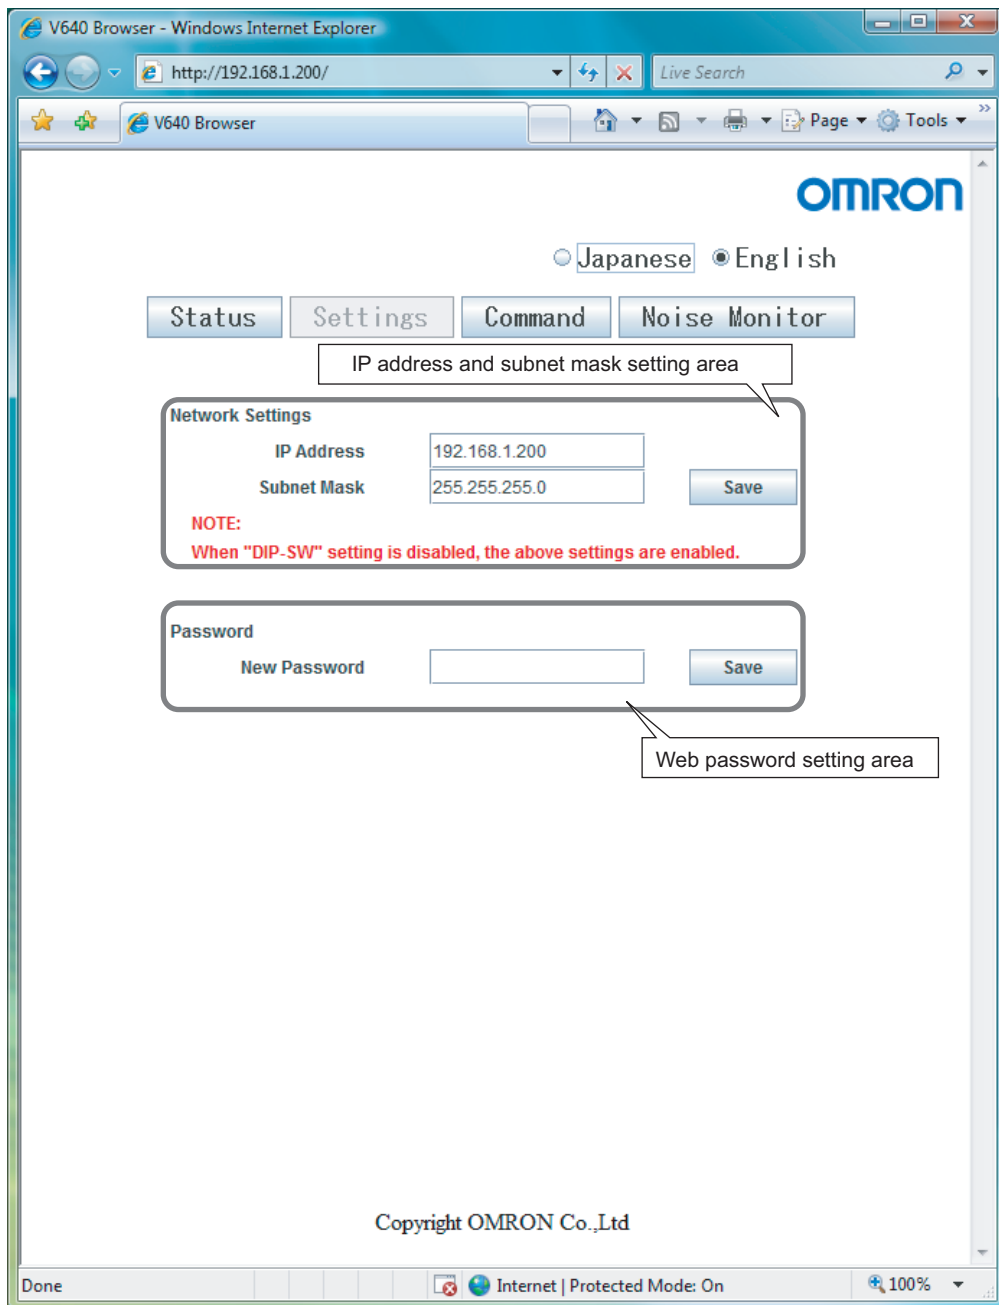 V640 Browser - Windows Internet Explorer
http://192.168.1.200/
Live Search
V640 Browser
Page
Tools
OMRON
Japanese English
Status Settings Command Noise Monitor
IP address and subnet mask setting area
Network Settings
IP Address 192.168.1.200
Subnet Mask 255.255.255.0 Save
NOTE:
When "DIP-SW" setting is disabled, the above settings are enabled.
Password
New Password Save
Web password setting area
Copyright OMRON Co.,Ltd
Done Internet | Protected Mode: On 100%